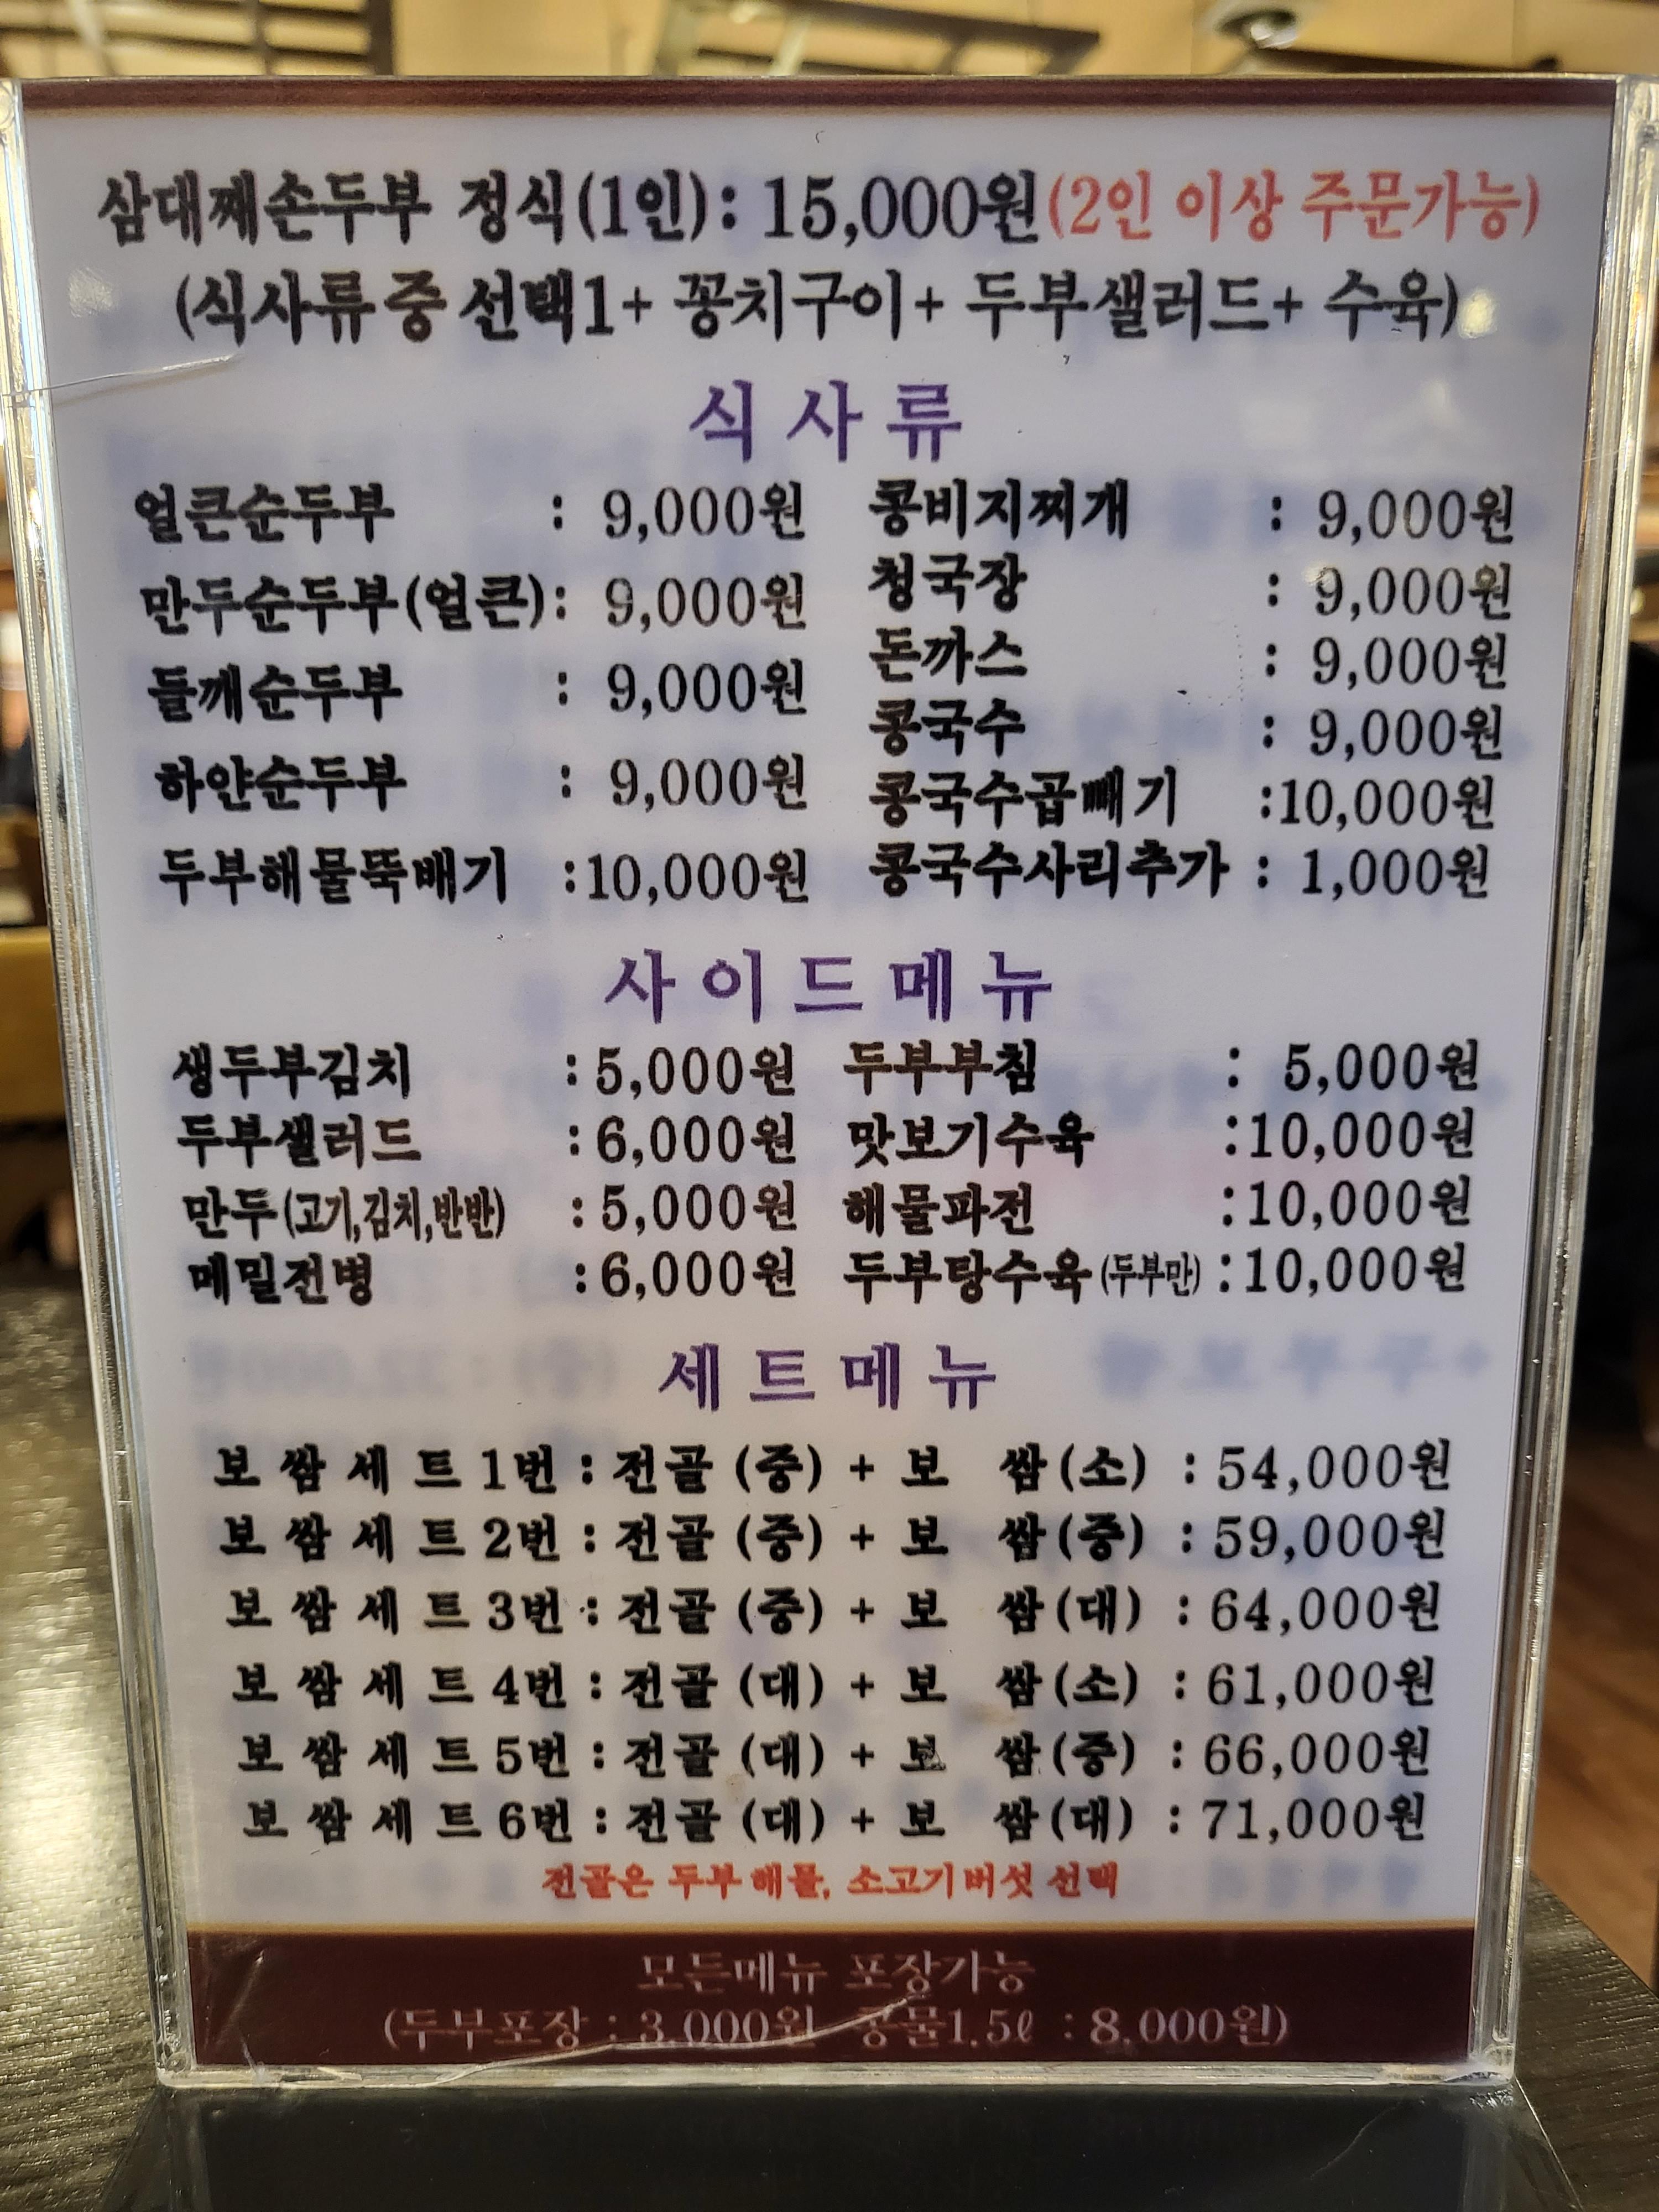 삼대째손두부 정식(1인): 15,000원(2인 이상 주문가능)
(식사류 중 선택1+ 꽁치구이+ 두부샐러드+ 수육)
식사류
얼큰순두부 : 9,000원
만두순두부(얼큰): 9,000원
들깨순두부 : 9,000원
하얀순두부 : 9,000원
두부해물뚝배기 :10,000원
콩비지찌개 : 9,000원
청국장 : 9,000원
돈까스 : 9,000원
콩국수 : 9,000원
콩국수곱빼기 :10,000원
콩국수사리추가 : 1,000원
사이드메뉴
생두부김치 : 5,000원
두부샐러드 : 6,000원
만두(고기,김치,반반) : 5,000원
메밀전병 : 6,000원
두부부침 : 5,000원
맛보기수육 :10,000원
해물파전 :10,000원
두부탕수육(두부만) :10,000원
세트메뉴
보쌈세트1번 : 전골 (중) + 보 쌈(소) : 54,000원
보쌈세트2번 : 전골 (중) + 보 쌈(중) : 59,000원
보쌈세트3번 : 전골 (중) + 보 쌈(대) : 64,000원
보쌈세트4번 : 전골 (대) + 보 쌈(소) : 61,000원
보쌈세트5번 : 전골 (대) + 보 쌈(중) : 66,000원
보쌈세트6번 : 전골 (대) + 보 쌈(대) : 71,000원
전골은 두부해물, 소고기버섯 선택
모든메뉴 포장가능
(두부포장 : 3,000원 콩물1.5ℓ : 8,000원)